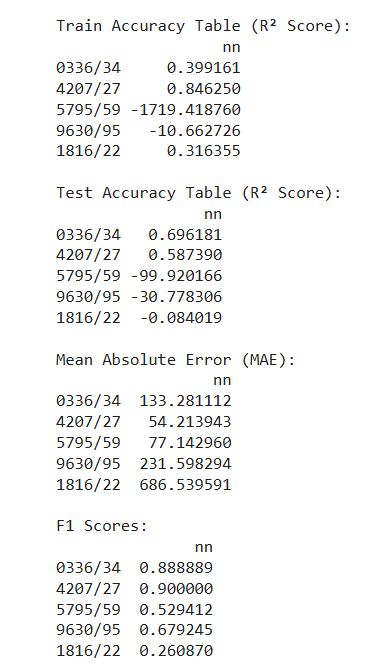 Train Accuracy Table (R² Score):
nn
0336/34 0.399161
4207/27 0.846250
5795/59 -1719.418760
9630/95 -10.662726
1816/22 0.316355
Test Accuracy Table (R² Score):
nn
0336/34 0.696181
4207/27 0.587390
5795/59 -99.920166
9630/95 -30.778306
1816/22 -0.084019
Mean Absolute Error (MAE):
nn
0336/34 133.281112
4207/27 54.213943
5795/59 77.142960
9630/95 231.598294
1816/22 686.539591
F1 Scores:
nn
0336/34 0.888889
4207/27 0.900000
5795/59 0.529412
9630/95 0.679245
1816/22 0.260870